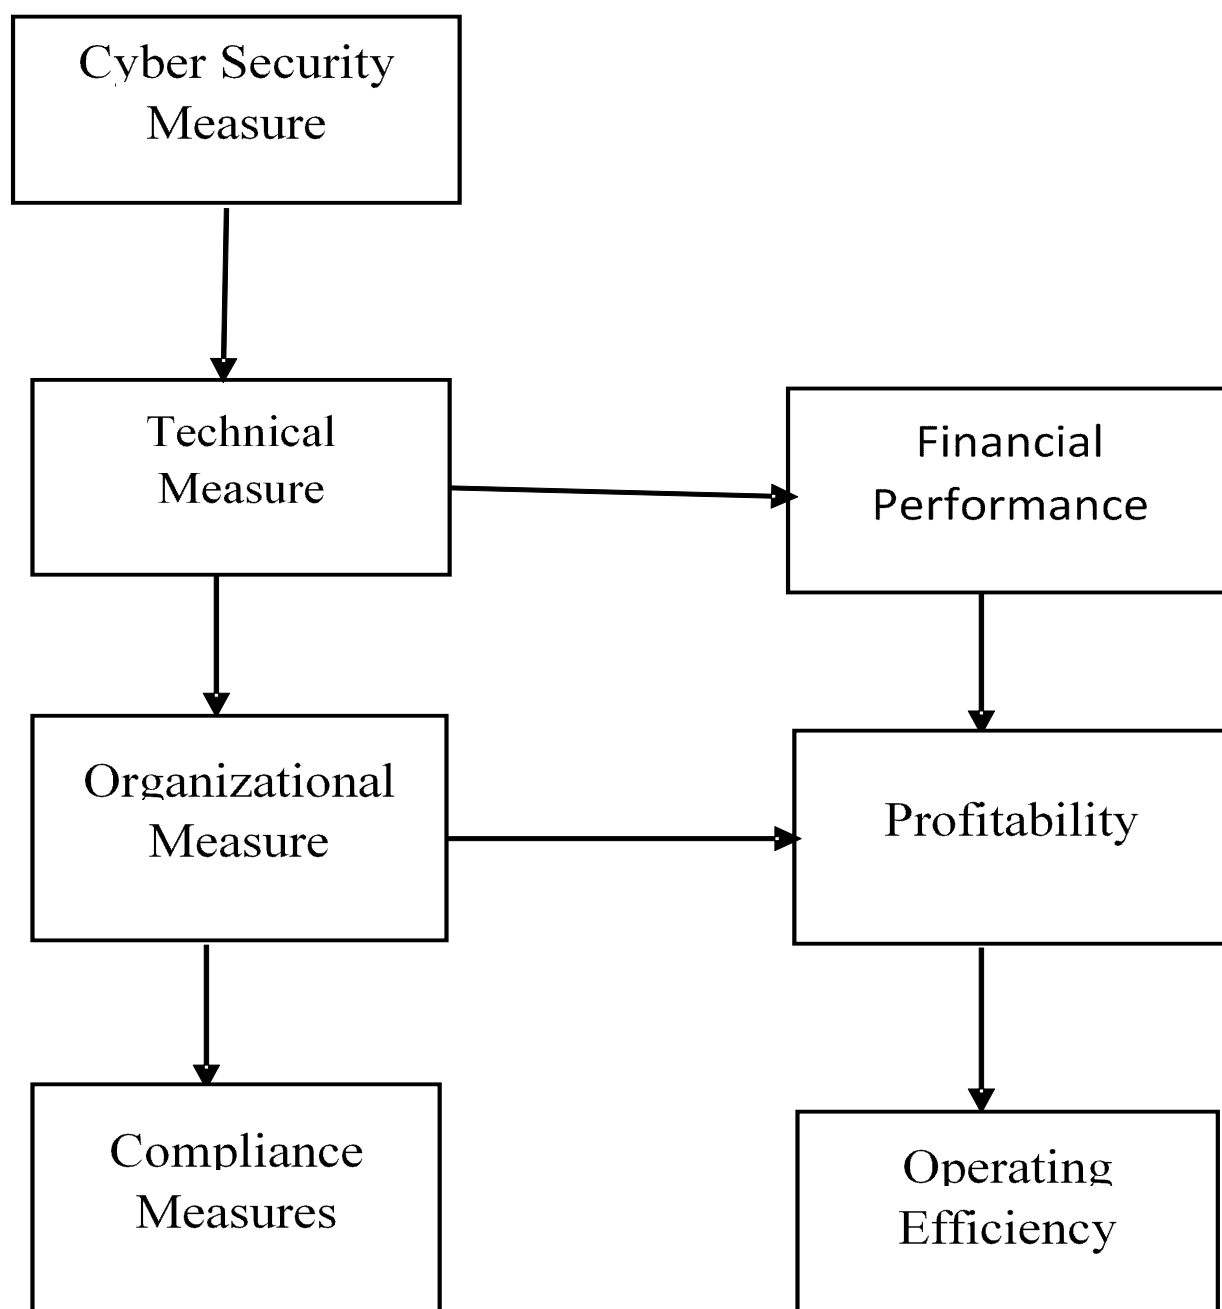 Cyber Security
Measure
Technical
Measure
Financial
Performance
Organizational
Measure
Profitability
Compliance
Measures
Operating
Efficiency